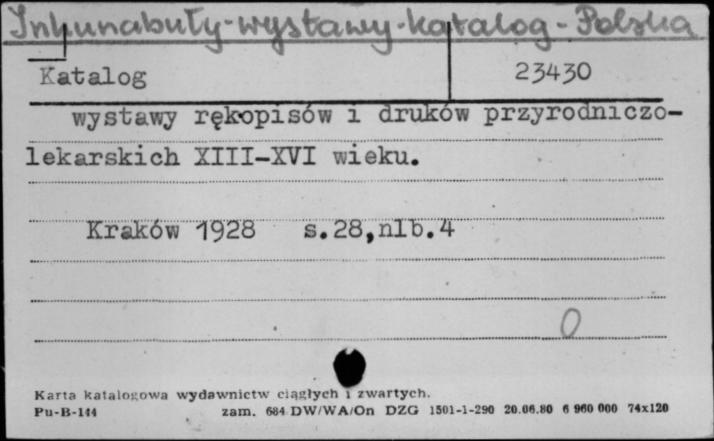 Inkunabuły-wystawy-katalog-Polska
Katalog 23430
wystawy rękopisów i druków przyrodniczo-
lekarskich XIII-XVI wieku.
Kraków 1928 s.28,nlb.4
0
Karta katalogowa wydawnictw ciągłych i zwartych.
Pu-B-144 zam. 684 DW/WA/On DZG 1501-1-290 20.06.80 6 960 000 74x120